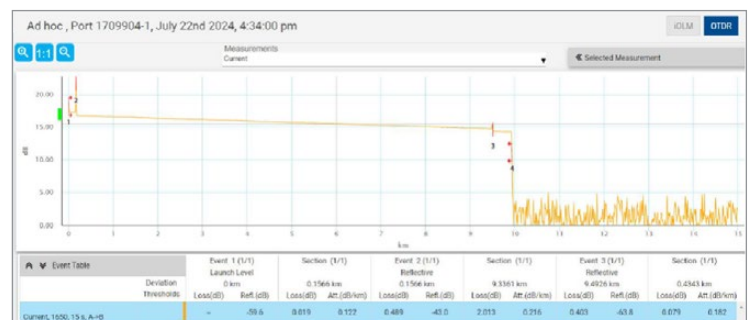 Ad hoc , Port 1709904-1, July 22nd 2024, 4:34:00 pm
iOLM OTDR
1:1
Measurements
Current
Selected Measurement
20.00
15.00
10.00
5.00
0.00
dB
1
2
3
4
0 1 2 3 4 5 6 7 8 9 10 11 12 13 14 15
km
Event Table
Event 1 (1/1) Section (1/1) Event 2 (1/1) Section (1/1) Event 3 (1/1) Section (1/1)
Launch Level Reflective Reflective
Deviation 0 km 0.1566 km 0.1566 km 9.3361 km 9.4926 km 0.4343 km
Thresholds Loss(dB) Refl.(dB) Loss(dB) Att.(dB/km) Loss(dB) Refl.(dB) Loss(dB) Att.(dB/km) Loss(dB) Refl.(dB) Loss(dB) Att.(dB/km)
Current, 1650, 15 s, A->B – -59.6 0.019 0.122 0.489 -43.0 2.013 0.216 0.403 -63.8 0.079 0.182